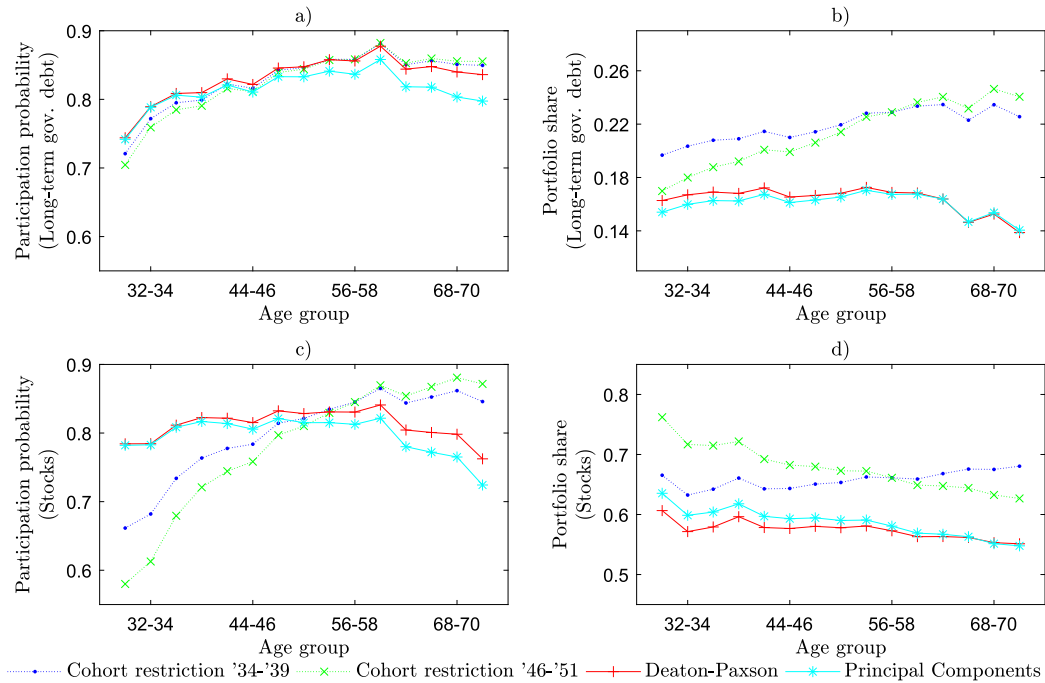 a)
0.9
0.8
0.7
0.6
Participation probability
(Long-term gov. debt)
32-34 44-46 56-58 68-70
Age group
b)
0.26
0.22
0.18
0.14
Portfolio share
(Long-term gov. debt)
32-34 44-46 56-58 68-70
Age group
c)
0.9
0.8
0.7
0.6
Participation probability
(Stocks)
32-34 44-46 56-58 68-70
Age group
d)
0.8
0.7
0.6
0.5
Portfolio share
(Stocks)
32-34 44-46 56-58 68-70
Age group
Cohort restriction '34-'39 Cohort restriction '46-'51 Deaton-Paxson Principal Components